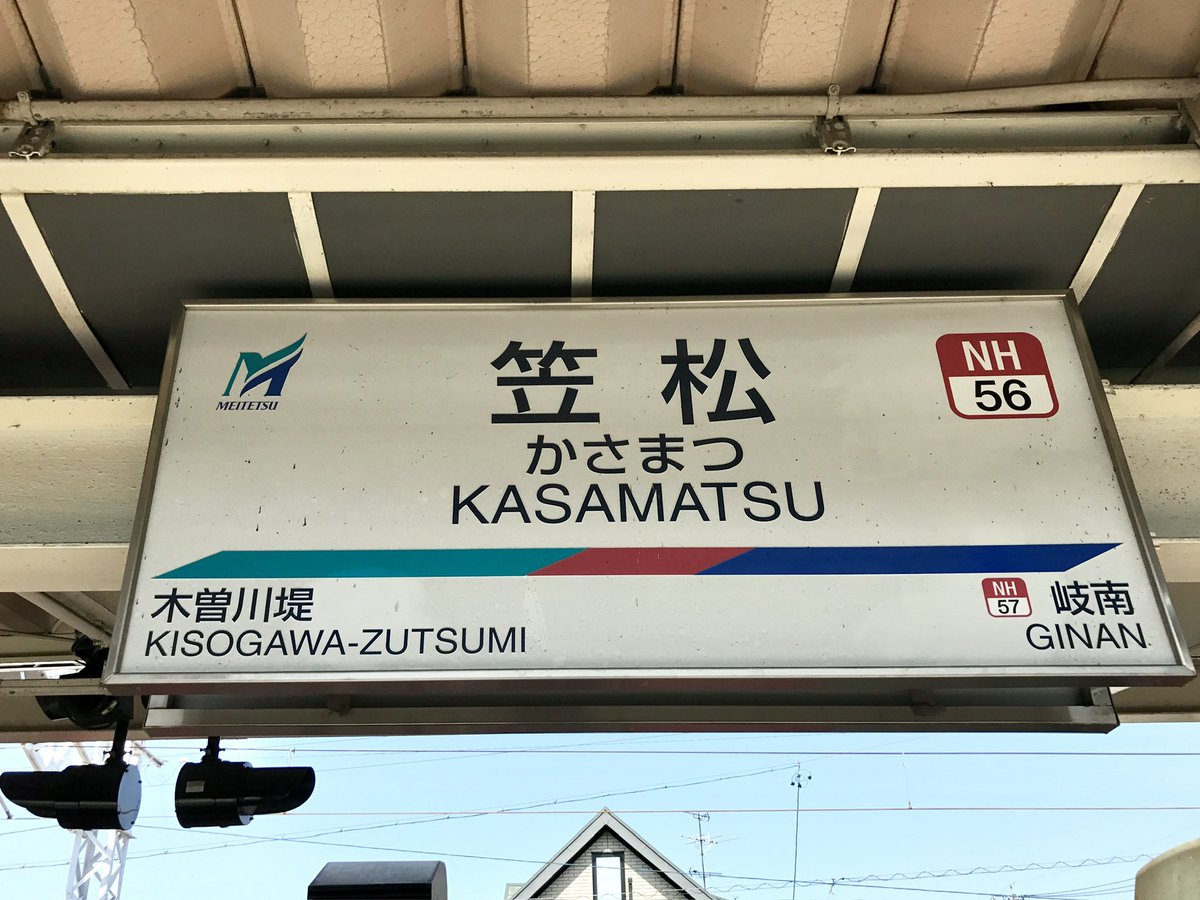 MEITETSU
笠松
かさまつ
KASAMATSU
NH
56
木曽川堤
KISOGAWA-ZUTSUMI
NH
57
岐南
GINAN